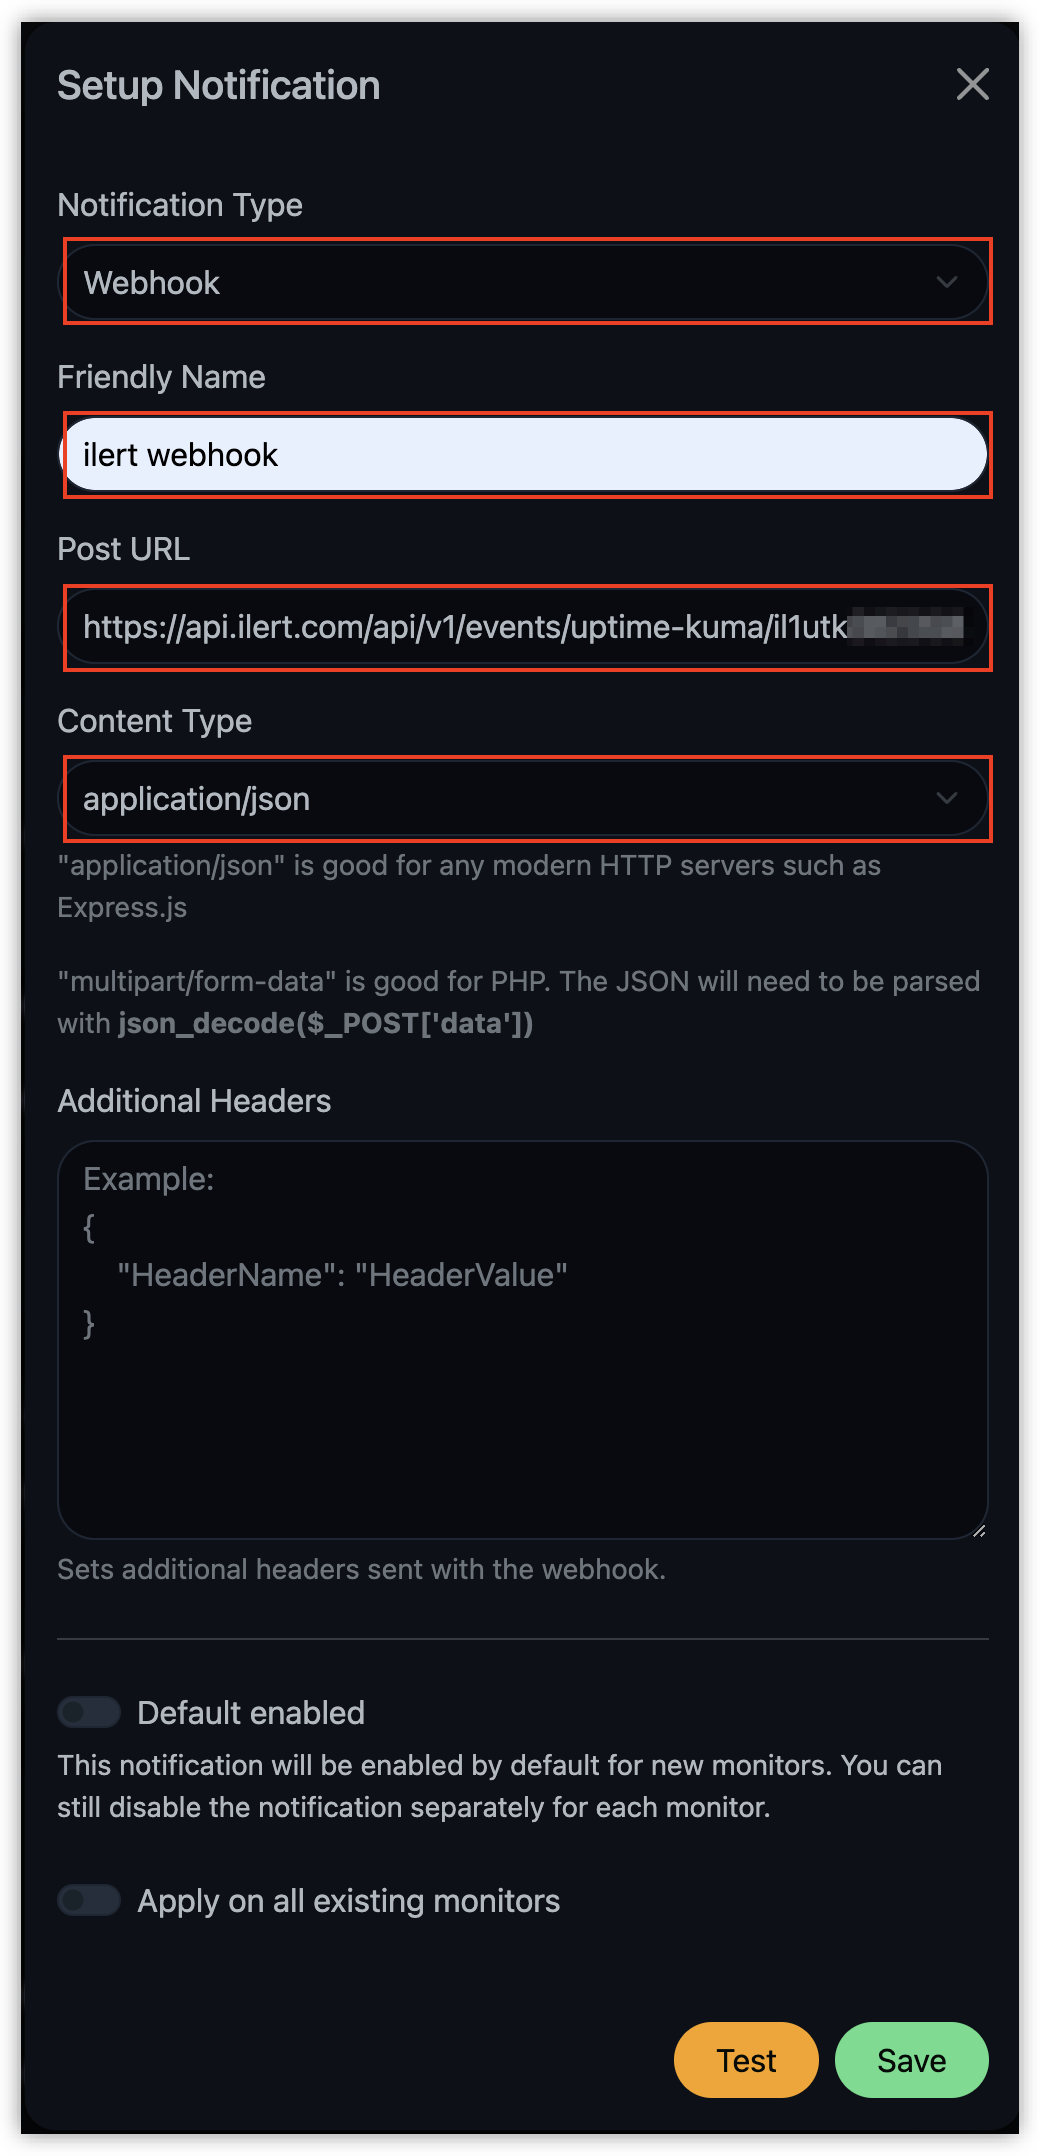 Setup Notification
Notification Type
Webhook
Friendly Name
ilert webhook
Post URL
https://api.ilert.com/api/v1/events/uptime-kuma/il1utk
Content Type
application/json
"application/json" is good for any modern HTTP servers such as
Express.js
"multipart/form-data" is good for PHP. The JSON will need to be parsed
with json_decode($_POST['data'])
Additional Headers
Example:
{
"HeaderName": "HeaderValue"
}
Sets additional headers sent with the webhook.
Default enabled
This notification will be enabled by default for new monitors. You can
still disable the notification separately for each monitor.
Apply on all existing monitors
Test
Save